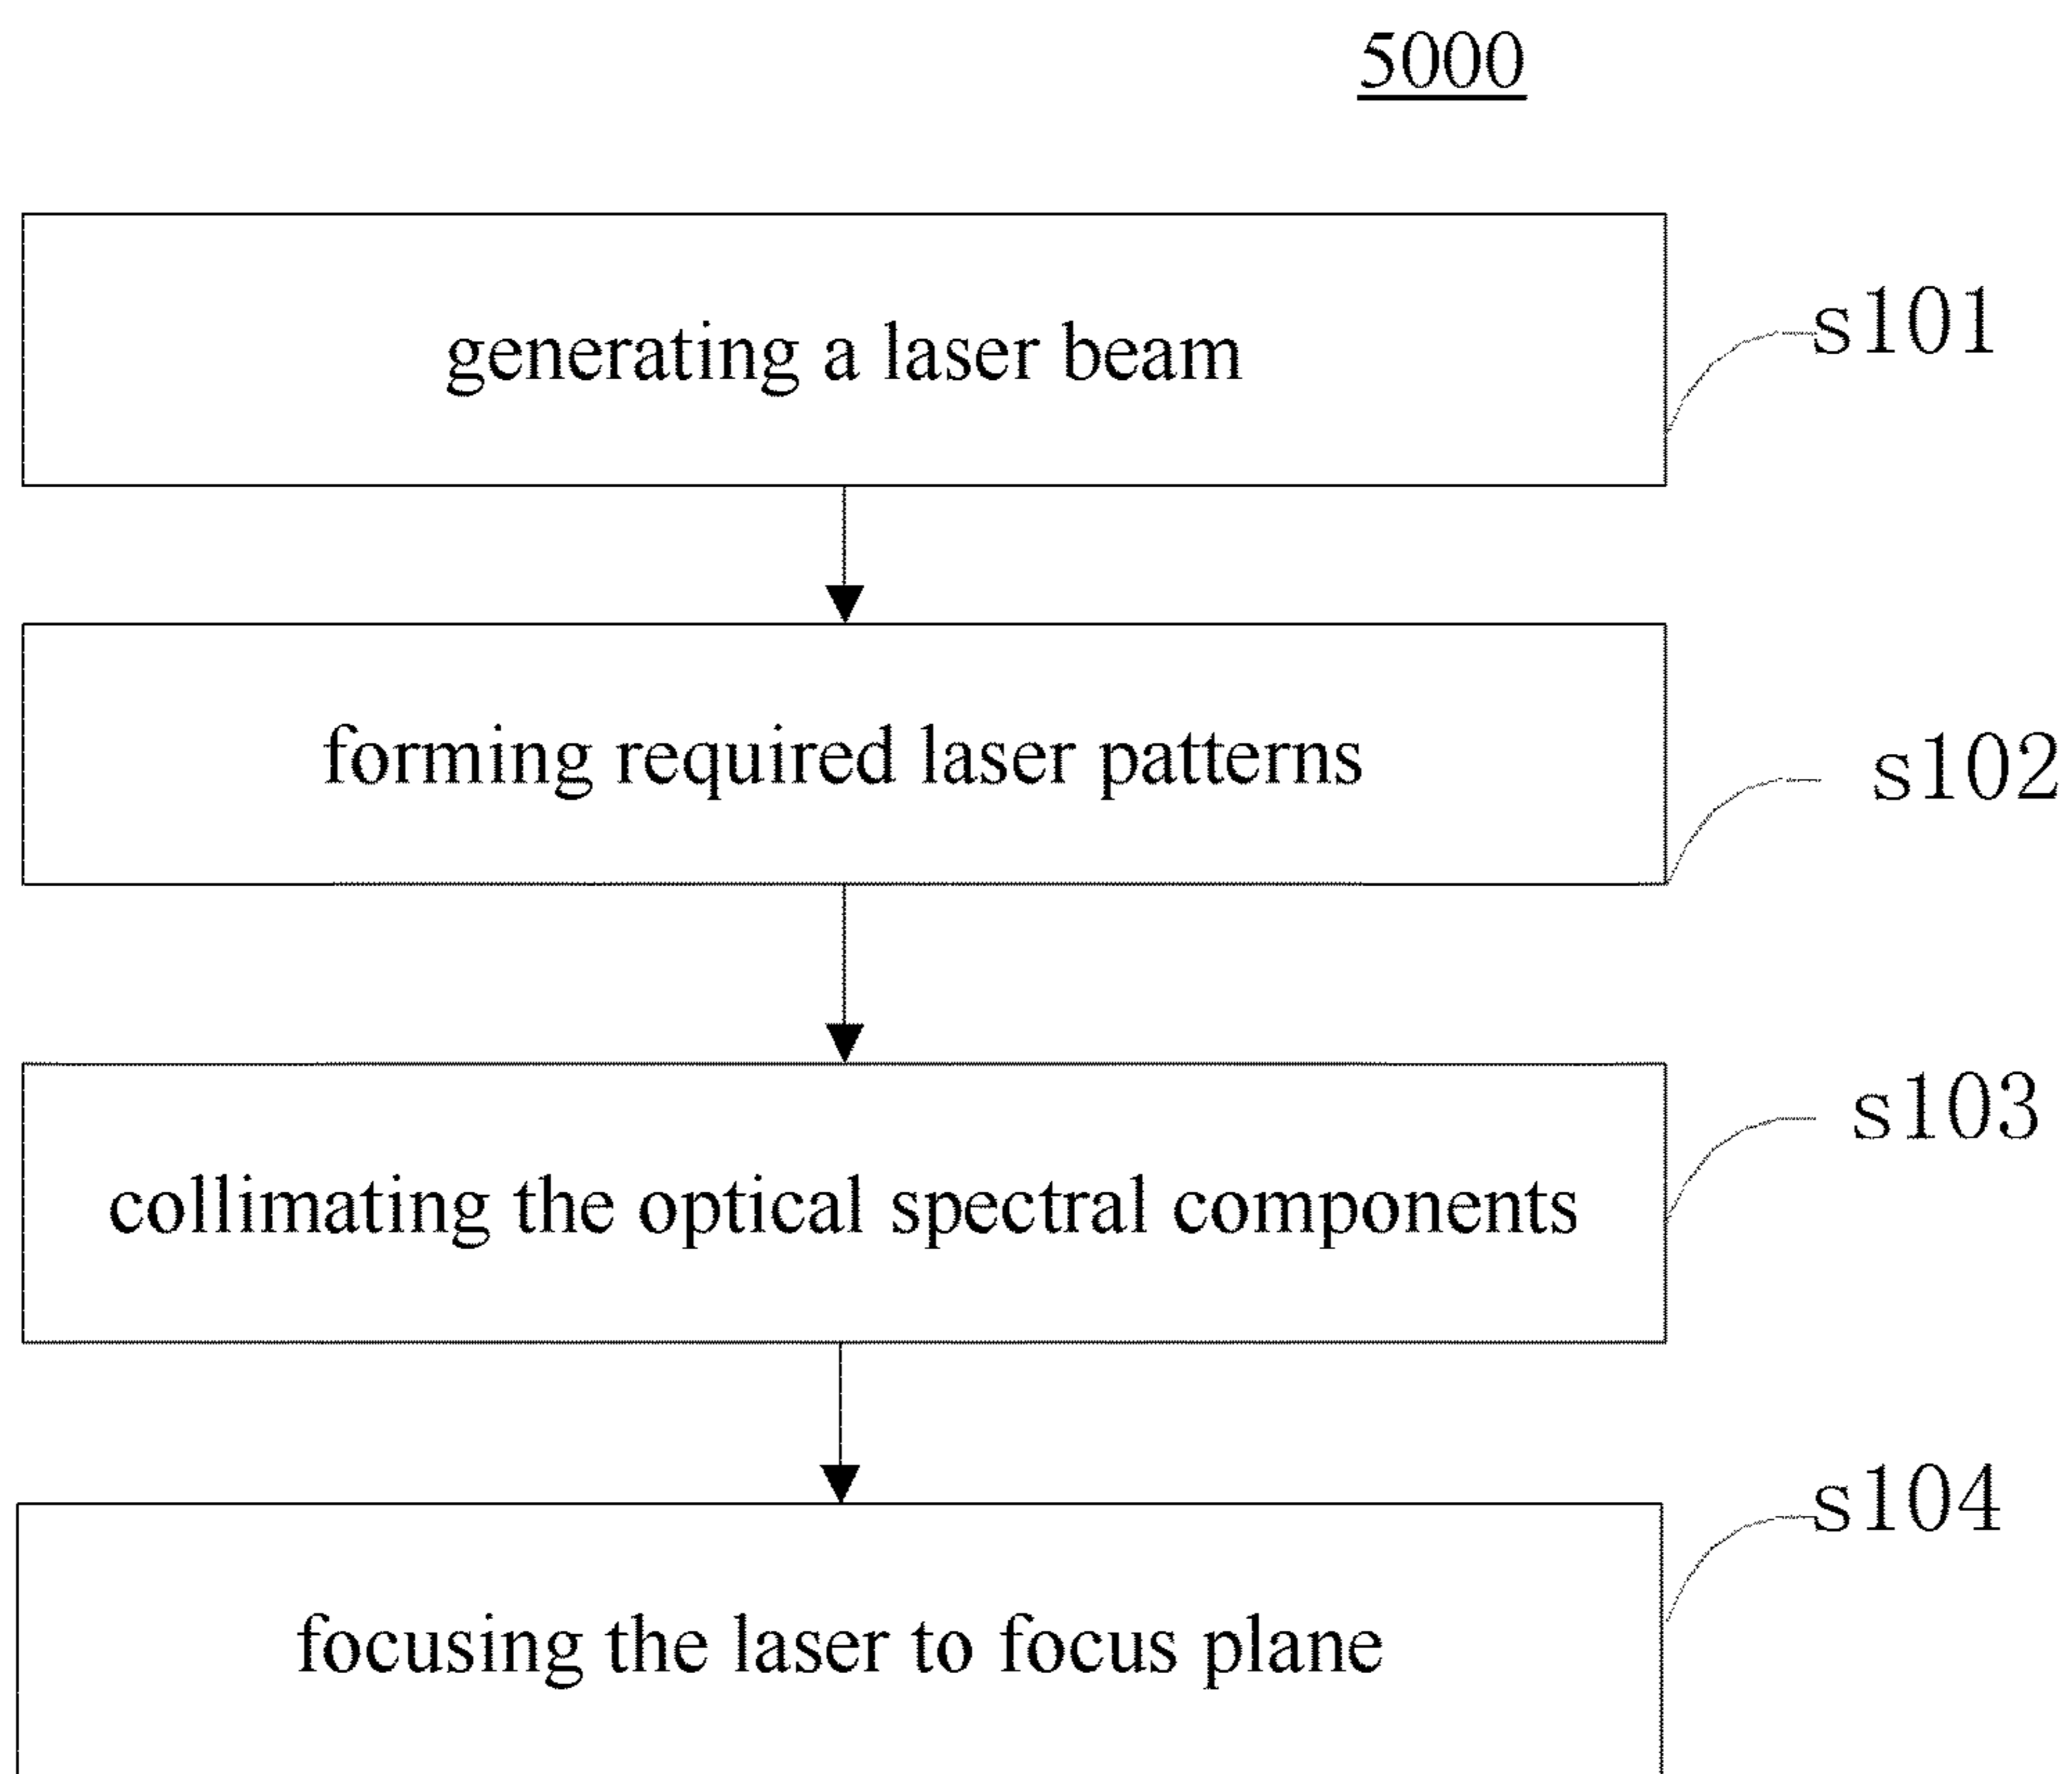 5000
generating a laser beam
s101
forming required laser patterns
s102
collimating the optical spectral components
s103
focusing the laser to focus plane
s104